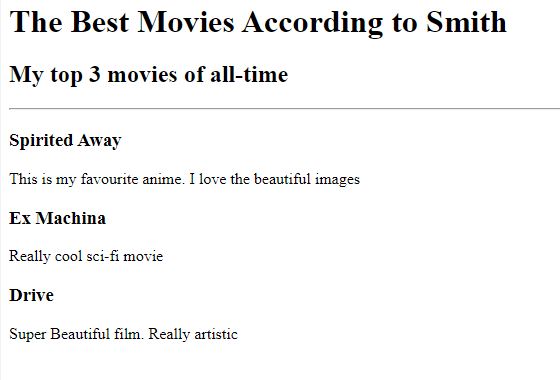 The Best Movies According to Smith
My top 3 movies of all-time
Spirited Away
This is my favourite anime. I love the beautiful images
Ex Machina
Really cool sci-fi movie
Drive
Super Beautiful film. Really artistic